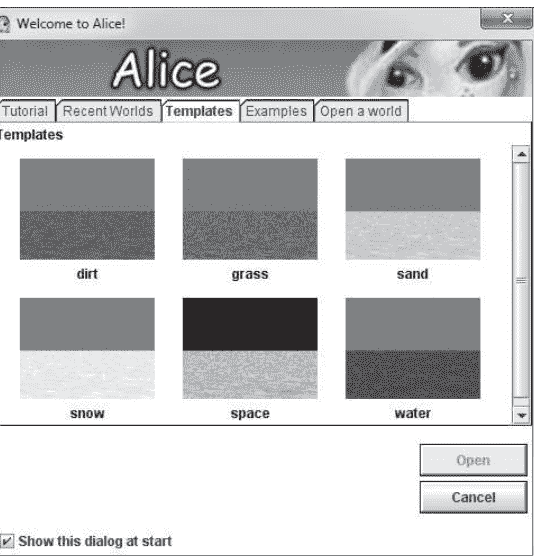 Welcome to Alice!
Alice
Tutorial Recent Worlds Templates Examples Open a world
Templates
dirt grass sand
snow space water
Open
Cancel
Show this dialog at start